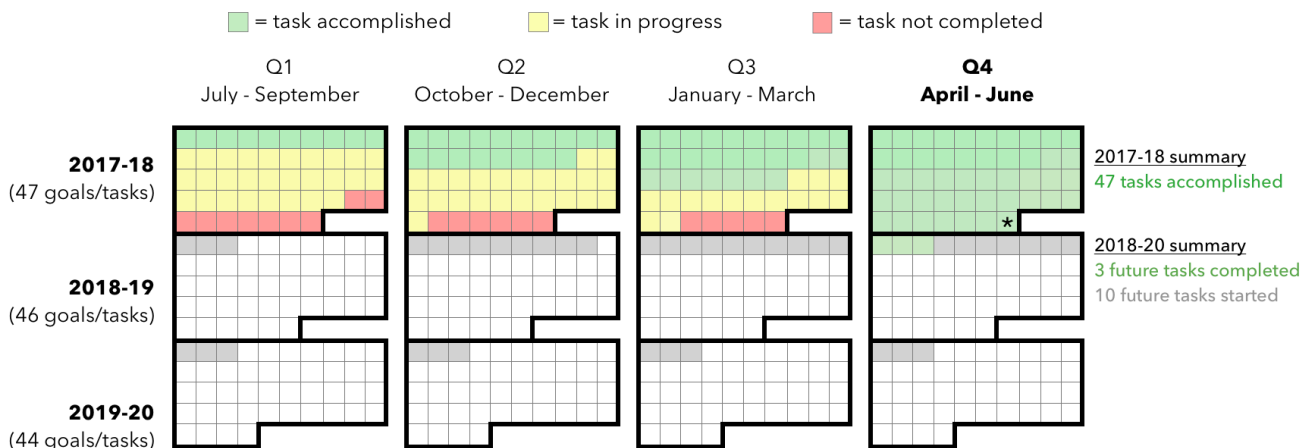 = task accomplished
= task in progress
= task not completed
Q1
July - September
Q2
October - December
Q3
January - March
Q4
April - June
2017-18
(47 goals/tasks)
*
2017-18 summary
47 tasks accomplished
2018-19
(46 goals/tasks)
2018-20 summary
3 future tasks completed
10 future tasks started
2019-20
(44 goals/tasks)